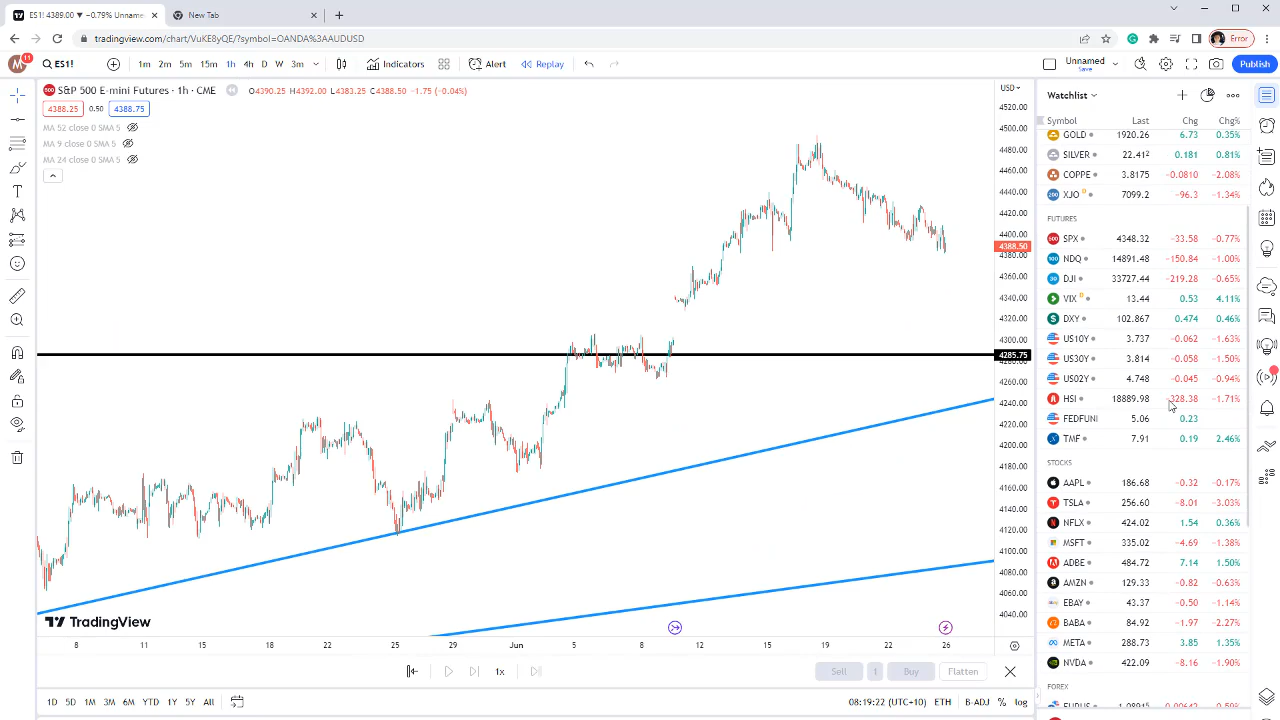 ES1! 4389.00 ▼ −0.79% Unname
New Tab
tradingview.com/chart/VuKE8yQE/?symbol=OANDA%3AAUDUSD
Error
M 11 ES1! 1m 2m 5m 15m 1h 4h D W 3m Indicators Alert Replay Unnamed Save Publish
S&P 500 E-mini Futures · 1h · CME O4390.25 H4392.00 L4383.25 C4388.50 −1.75 (−0.04%)
4388.25 0.50 4388.75
MA 52 close 0 SMA 5
MA 9 close 0 SMA 5
MA 24 close 0 SMA 5
USD
4520.00
4500.00
4480.00
4460.00
4440.00
4420.00
4400.00
4388.50
4380.00
4360.00
4340.00
4320.00
4300.00
4285.75
4280.00
4260.00
4240.00
4220.00
4200.00
4180.00
4160.00
4140.00
4120.00
4100.00
4080.00
4060.00
4040.00
TradingView
8 11 15 18 25 Jun 5 8 12 15 19 22 26
1x Sell 1 Buy Flatten
1D 5D 1M 3M 6M YTD 1Y 5Y All 08:19:22 (UTC+10) ETH B-ADJ % log
Watchlist
Symbol Last Chg Chg%
GOLD 1920.26 6.73 0.35%
SILVER 22.41² 0.181 0.81%
COPPE 3.8175 −0.0810 −2.08%
XJO D 7099.2 −96.3 −1.34%
FUTURES
SPX 4348.32 −33.58 −0.77%
NDQ 14891.48 −150.84 −1.00%
DJI 33727.44 −219.28 −0.65%
VIX D 13.44 0.53 4.11%
DXY 102.867 0.474 0.46%
US10Y 3.737 −0.062 −1.63%
US30Y 3.814 −0.058 −1.50%
US02Y 4.748 −0.045 −0.94%
HSI 18889.98 −328.38 −1.71%
FEDFUNI 5.06 0.23
TMF 7.91 0.19 2.46%
STOCKS
AAPL 186.68 −0.32 −0.17%
TSLA 256.60 −8.01 −3.03%
NFLX 424.02 1.54 0.36%
MSFT 335.02 −4.69 −1.38%
ADBE 484.72 7.14 1.50%
AMZN 129.33 −0.82 −0.63%
EBAY 43.37 −0.50 −1.14%
BABA 84.92 −1.97 −2.27%
META 288.73 3.85 1.35%
NVDA 422.09 −8.16 −1.90%
FOREX